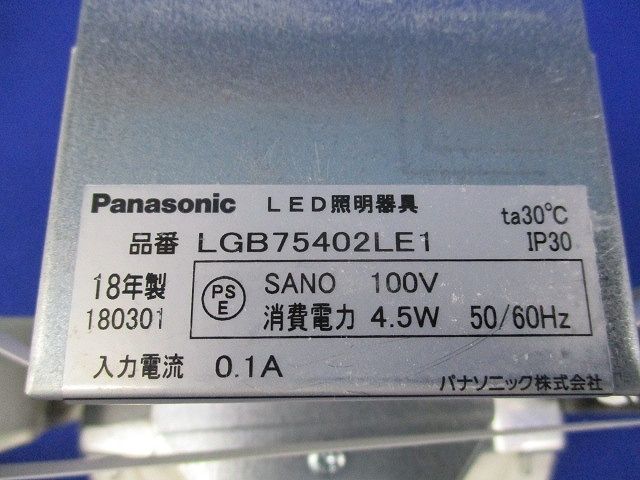 Panasonic LED照明器具 ta30℃
品番 LGB75402LE1 IP30
18年製 PSE SANO 100V
180301 消費電力 4.5W 50/60Hz
入力電流 0.1A パナソニック株式会社